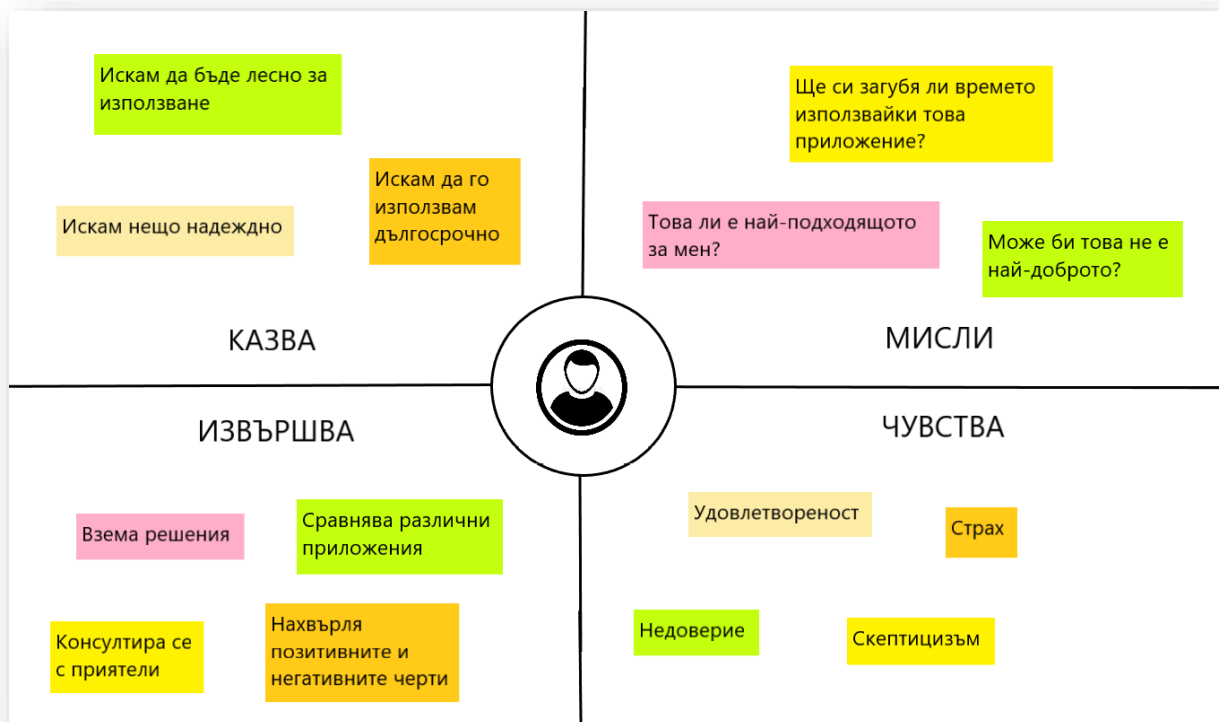 Искам да бъде лесно за
използване
Искам нещо надеждно
Искам да го
използвам
дългосрочно
КАЗВА
Ще си загубя ли времето
използвайки това
приложение?
Това ли е най-подходящото
за мен?
Може би това не е
най-доброто?
МИСЛИ
ИЗВЪРШВА
Взема решения
Сравнява различни
приложения
Консултира се
с приятели
Нахвърля
позитивните и
негативните черти
ЧУВСТВА
Удовлетвореност
Страх
Недоверие
Скептицизъм